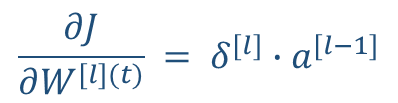 ∂J / ∂W^[l](t) = δ^[l] · a^[l−1]